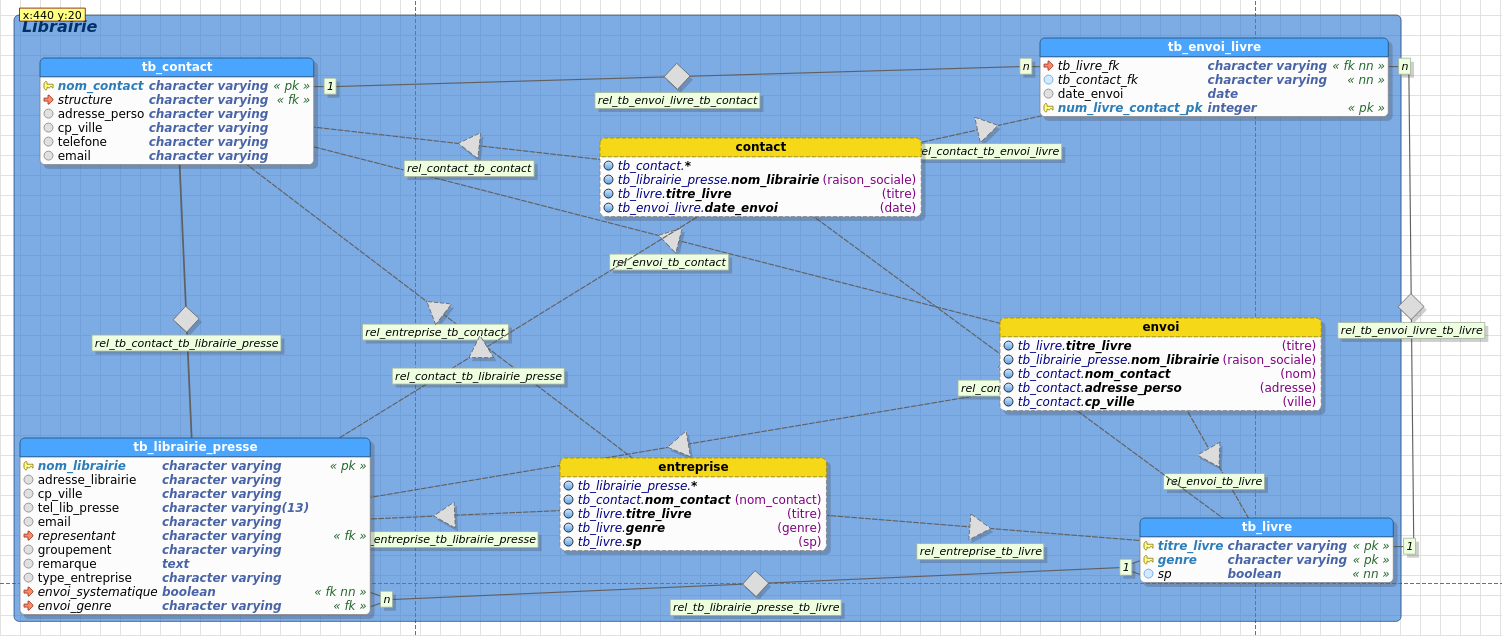 x:440 y:20
Librairie
tb_contact
nom_contact character varying « pk »
structure character varying « fk »
adresse_perso character varying
cp_ville character varying
telefone character varying
email character varying
1
rel_tb_envoi_livre_tb_contact
n
tb_envoi_livre
tb_livre_fk character varying « fk nn »
tb_contact_fk character varying « nn »
date_envoi date
num_livre_contact_pk integer « pk »
n
contact
tb_contact.*
tb_librairie_presse.nom_librairie (raison_sociale)
tb_livre.titre_livre (titre)
tb_envoi_livre.date_envoi (date)
rel_contact_tb_contact
el_contact_tb_envoi_livre
rel_envoi_tb_contact
rel_entreprise_tb_contact
rel_tb_contact_tb_librairie_presse
rel_contact_tb_librairie_presse
envoi
tb_livre.titre_livre (titre)
tb_librairie_presse.nom_librairie (raison_sociale)
tb_contact.nom_contact (nom)
tb_contact.adresse_perso (adresse)
tb_contact.cp_ville (ville)
rel_tb_envoi_livre_tb_livre
rel_con
tb_librairie_presse
nom_librairie character varying « pk »
adresse_librairie character varying
cp_ville character varying
tel_lib_presse character varying(13)
email character varying
representant character varying « fk »
groupement character varying
remarque text
type_entreprise character varying
envoi_systematique boolean « fk nn »
envoi_genre character varying « fk »
n
entreprise
tb_librairie_presse.*
tb_contact.nom_contact (nom_contact)
tb_livre.titre_livre (titre)
tb_livre.genre (genre)
tb_livre.sp (sp)
entreprise_tb_librairie_presse
rel_entreprise_tb_livre
rel_envoi_tb_livre
rel_tb_librairie_presse_tb_livre
1
tb_livre
titre_livre character varying « pk »
genre character varying « pk »
sp boolean « nn »
1